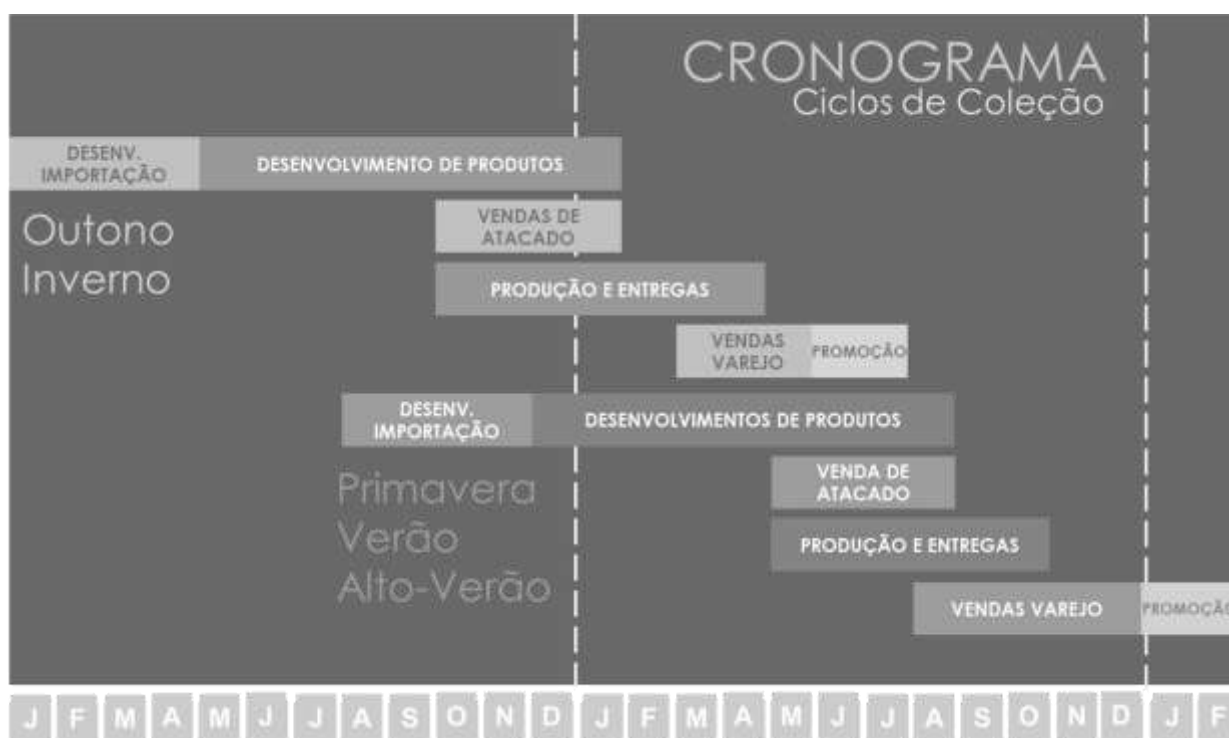 CRONOGRAMA
Ciclos de Coleção
DESENV.
IMPORTAÇÃO
DESENVOLVIMENTO DE PRODUTOS
Outono
Inverno
VENDAS DE
ATACADO
PRODUÇÃO E ENTREGAS
VENDAS
VAREJO
PROMOÇÃO
DESENV.
IMPORTAÇÃO
DESENVOLVIMENTOS DE PRODUTOS
Primavera
Verão
Alto-Verão
VENDA DE
ATACADO
PRODUÇÃO E ENTREGAS
VENDAS VAREJO
PROMOÇÃO
J F M A M J J A S O N D J F M A M J J A S O N D J F